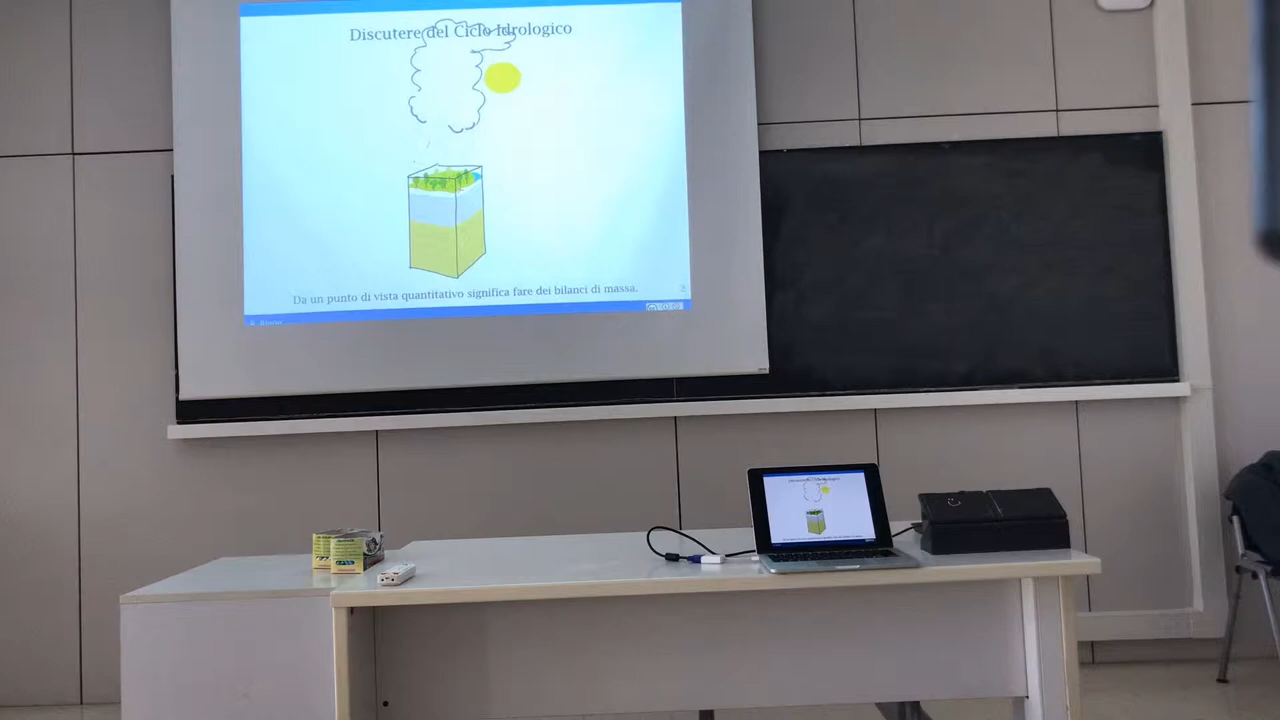 Discutere del Ciclo Idrologico
Da un punto di vista quantitativo significa fare dei bilanci di massa.